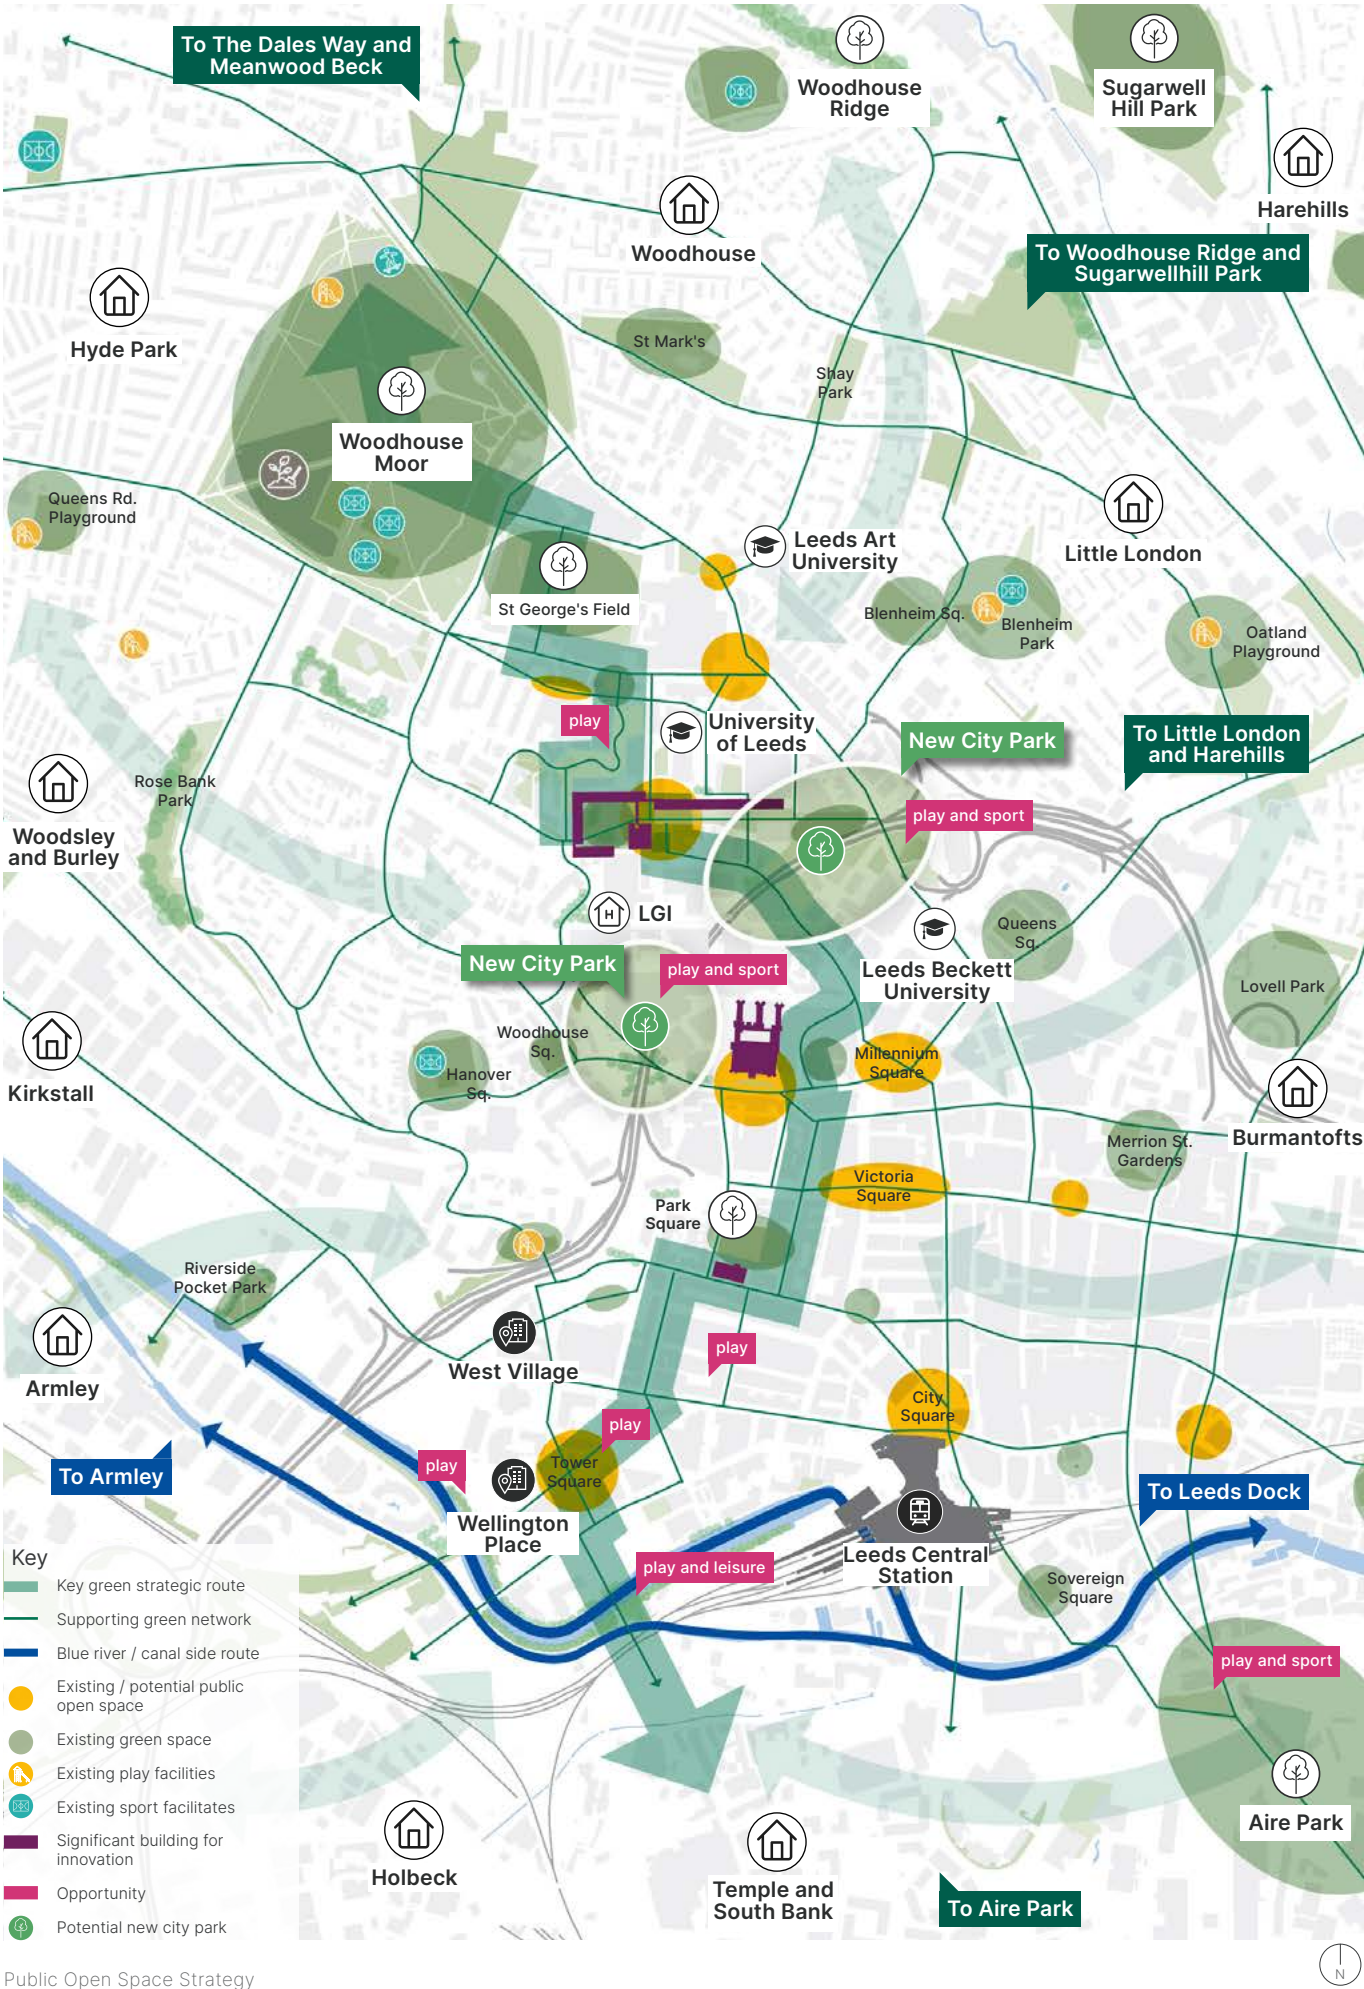 To The Dales Way and
Meanwood Beck
Woodhouse
Ridge
Sugarwell
Hill Park
Harehills
Woodhouse
To Woodhouse Ridge and
Sugarwellhill Park
Hyde Park
St Mark's
Shay
Park
Woodhouse
Moor
Queens Rd.
Playground
Leeds Art
University
Little London
St George's Field
Blenheim Sq.
Blenheim
Park
Oatland
Playground
play
University
of Leeds
New City Park
To Little London
and Harehills
Rose Bank
Park
play and sport
Woodsley
and Burley
H
LGI
Queens
Sq.
New City Park
play and sport
Leeds Beckett
University
Lovell Park
Woodhouse
Sq.
Hanover
Sq.
Millennium
Square
Kirkstall
Burmantofts
Merrion St.
Gardens
Victoria
Square
Park
Square
Riverside
Pocket Park
Armley
West Village
play
City
Square
play
Tower
Square
play
To Armley
To Leeds Dock
Wellington
Place
Leeds Central
Station
play and leisure
Sovereign
Square
play and sport
Aire Park
Holbeck
Temple and
South Bank
To Aire Park
Key
Key green strategic route
Supporting green network
Blue river / canal side route
Existing / potential public
open space
Existing green space
Existing play facilities
Existing sport facilitates
Significant building for
innovation
Opportunity
Potential new city park
Public Open Space Strategy
N